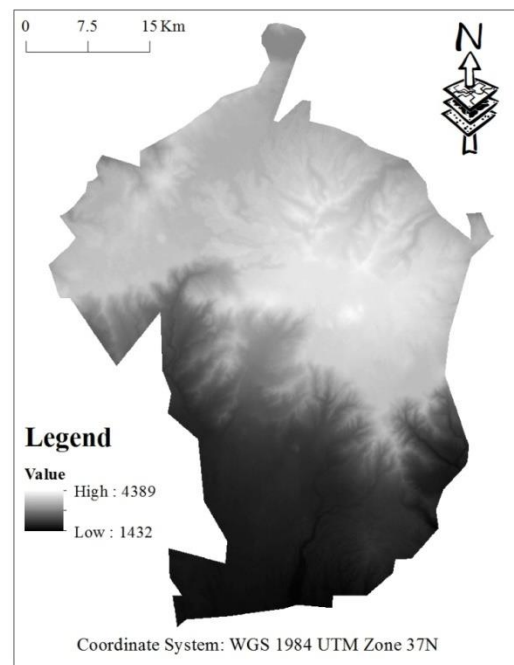 0 7.5 15 Km
N
Legend
Value
High : 4389
Low : 1432
Coordinate System: WGS 1984 UTM Zone 37N